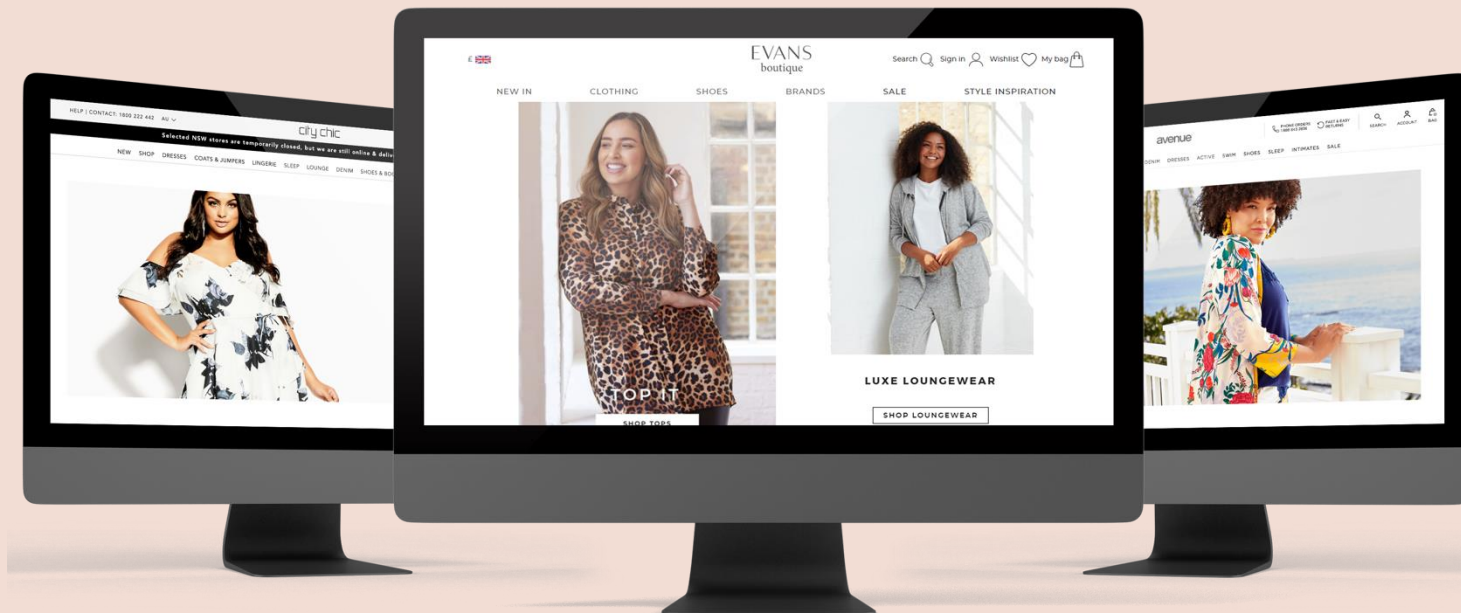 HELP | CONTACT: 1800 222 442 AU
city chic
Selected NSW stores are temporarily closed, but we are still online &
NEW SHOP DRESSES COATS & JUMPERS LINGERIE SLEEP LOUNGE DENIM SHOES &
£
EVANS
boutique
Search Sign in Wishlist My bag
NEW IN CLOTHING SHOES BRANDS SALE STYLE INSPIRATION
TOP IT
SHOP TOPS
LUXE LOUNGEWEAR
SHOP LOUNGEWEAR
avenue
PHONE ORDERS
FAST & EASY
RETURNS
SEARCH ACCOUNT BAG
DENIM DRESSES ACTIVE SWIM SHOES SLEEP INTIMATES SALE